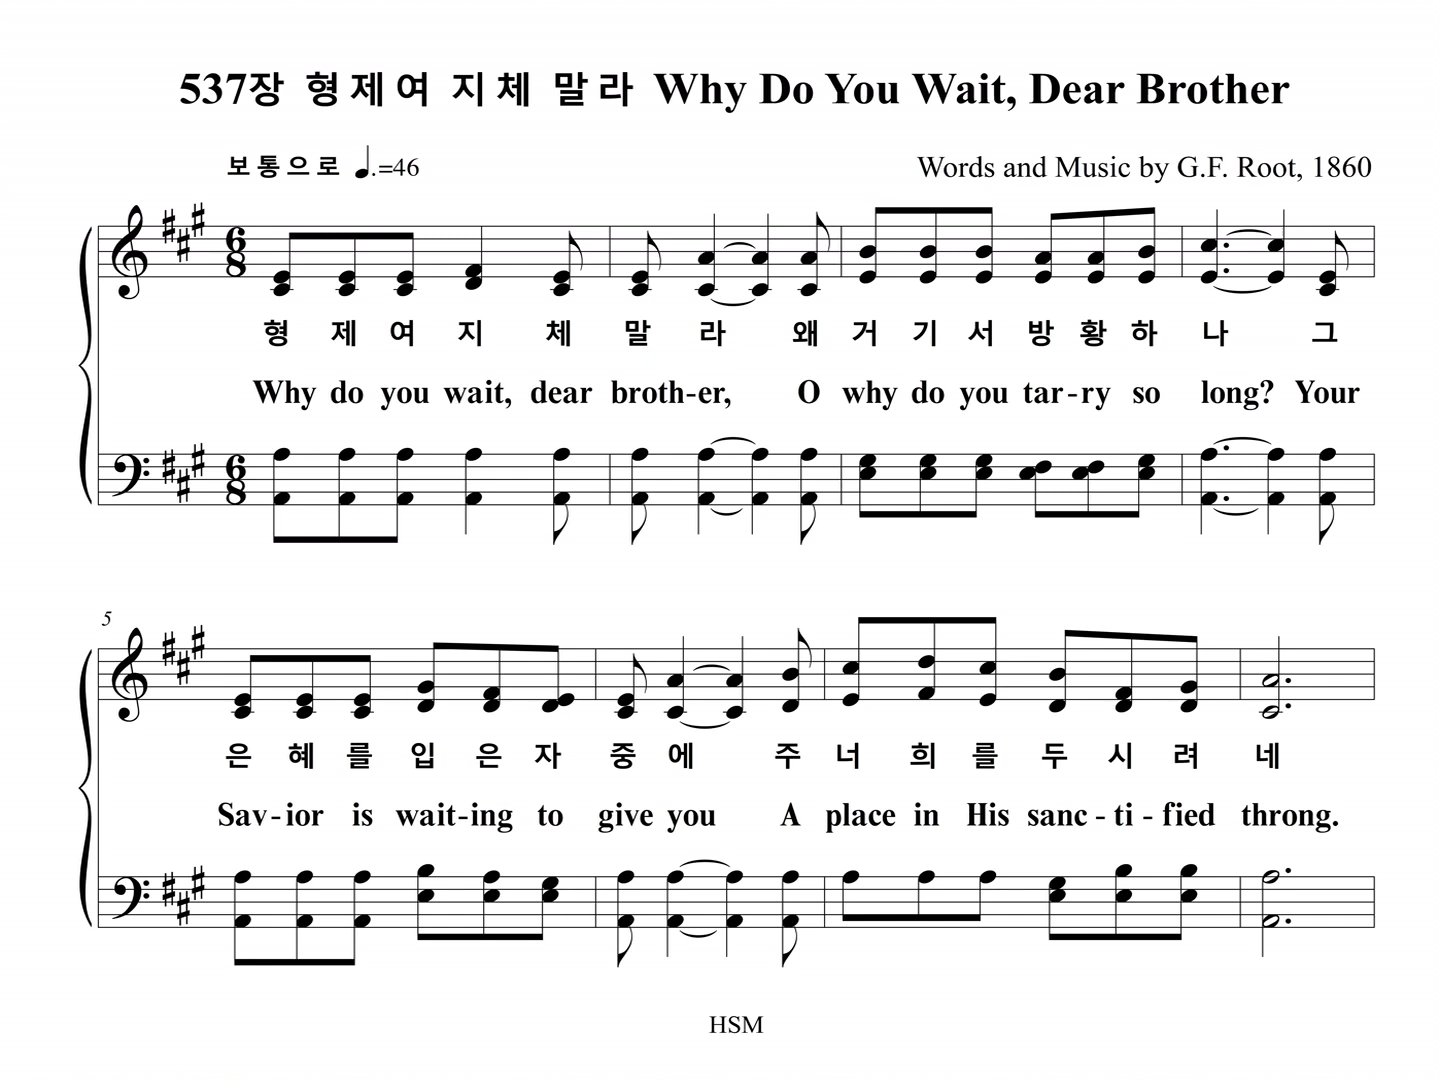 537장 형제여 지체 말라 Why Do You Wait, Dear Brother
보통으로 ♩.=46
Words and Music by G.F. Root, 1860
6 8
형 제 여 지 체 말 라 왜 거 기 서 방 황 하 나 그
Why do you wait, dear broth-er, O why do you tar-ry so long? Your
6 8
5
은 혜 를 입 은 자 중 에 주 너 희 를 두 시 려 네
Sav-ior is wait-ing to give you A place in His sanc-ti-fied throng.
HSM